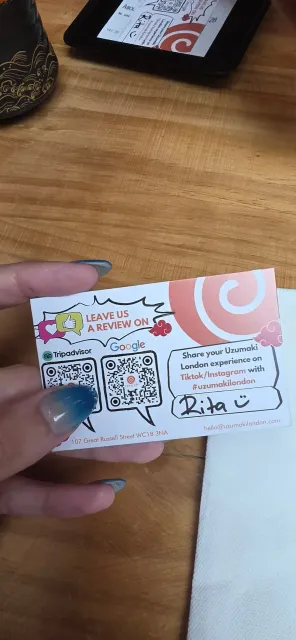 LEAVE US
A REVIEW ON
Tripadvisor
Google
Share your Uzumaki
London experience on
Tiktok/Instagram with
#uzumakilondon
Rita
107 Great Russell Street WC1B 3NA
hello@uzumakilondon.com